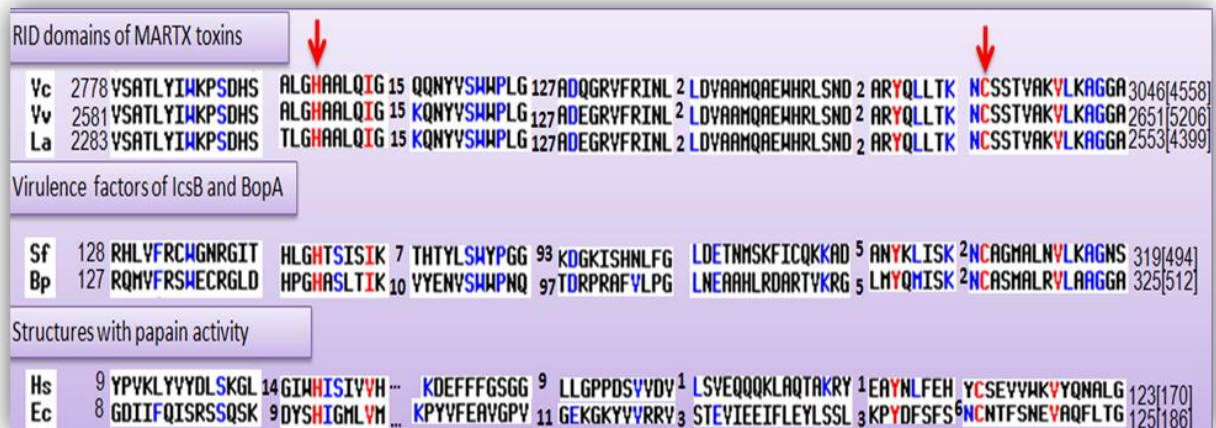 RID domains of MARTX toxins
Vc 2778 VSATLYIWKPSDHS ALGHAALQIG 15 QQNYVSWWPLG 127 ADQGRVFRINL 2 LDVAAMQAEWHRLSND 2 ARYQLLTK NCSSTVAKVLKAGGA 3046[4558]
Vv 2581 VSATLYIWKPSDHS ALGHAALQIG 15 KQNYVSWWPLG 127 ADEGRVFRINL 2 LDVAAMQAEWHRLSND 2 ARYQLLTK NCSSTVAKVLKAGGA 2651[5206]
La 2283 VSATLYIWKPSDHS TLGHAALQIG 15 KQNYVSWWPLG 127 ADEGRVFRINL 2 LDVAAMQAEWHRLSND 2 ARYQLLTK NCSSTVAKVLKAGGA 2553[4399]
Virulence factors of IcsB and BopA
Sf 128 RHLVFRCWGNRGIT HLGHTSISIK 7 THTYLSWYPGG 93 KDGKISHNLFG LDETNMSKFICQKKAD 5 ANYKLISK 2 NCAGMALNVLKAGNS 319[494]
Bp 127 RQMVFRSWECRGLD HPGHASLTIK 10 VYENVSWWPNQ 97 TDRPRAFVLPG LNEAAHLRDARTVKRG 5 LMYQMISK 2 NCASMALRVLAAGGA 325[512]
Structures with papain activity
Hs 9 YPVKLYVYDLSKGL 14 GIWHISIVVH ... KDEFFFGSGG 9 LLGPPDSVVDV 1 LSVEQQQKLAQTAKRY 1 EAYNLFEH YCSEVVWKVYQNALG 123[170]
Ec 8 GDIIFQISRSSQSK 9 DYSHIGMLVM ... KPYVFEAVGPV 11 GEKGKYVVRRV 3 STEVIEEIFLEYLSSL 3 KPYDFSFS 6 NCNTFSNEVAQFLTG 125[186]